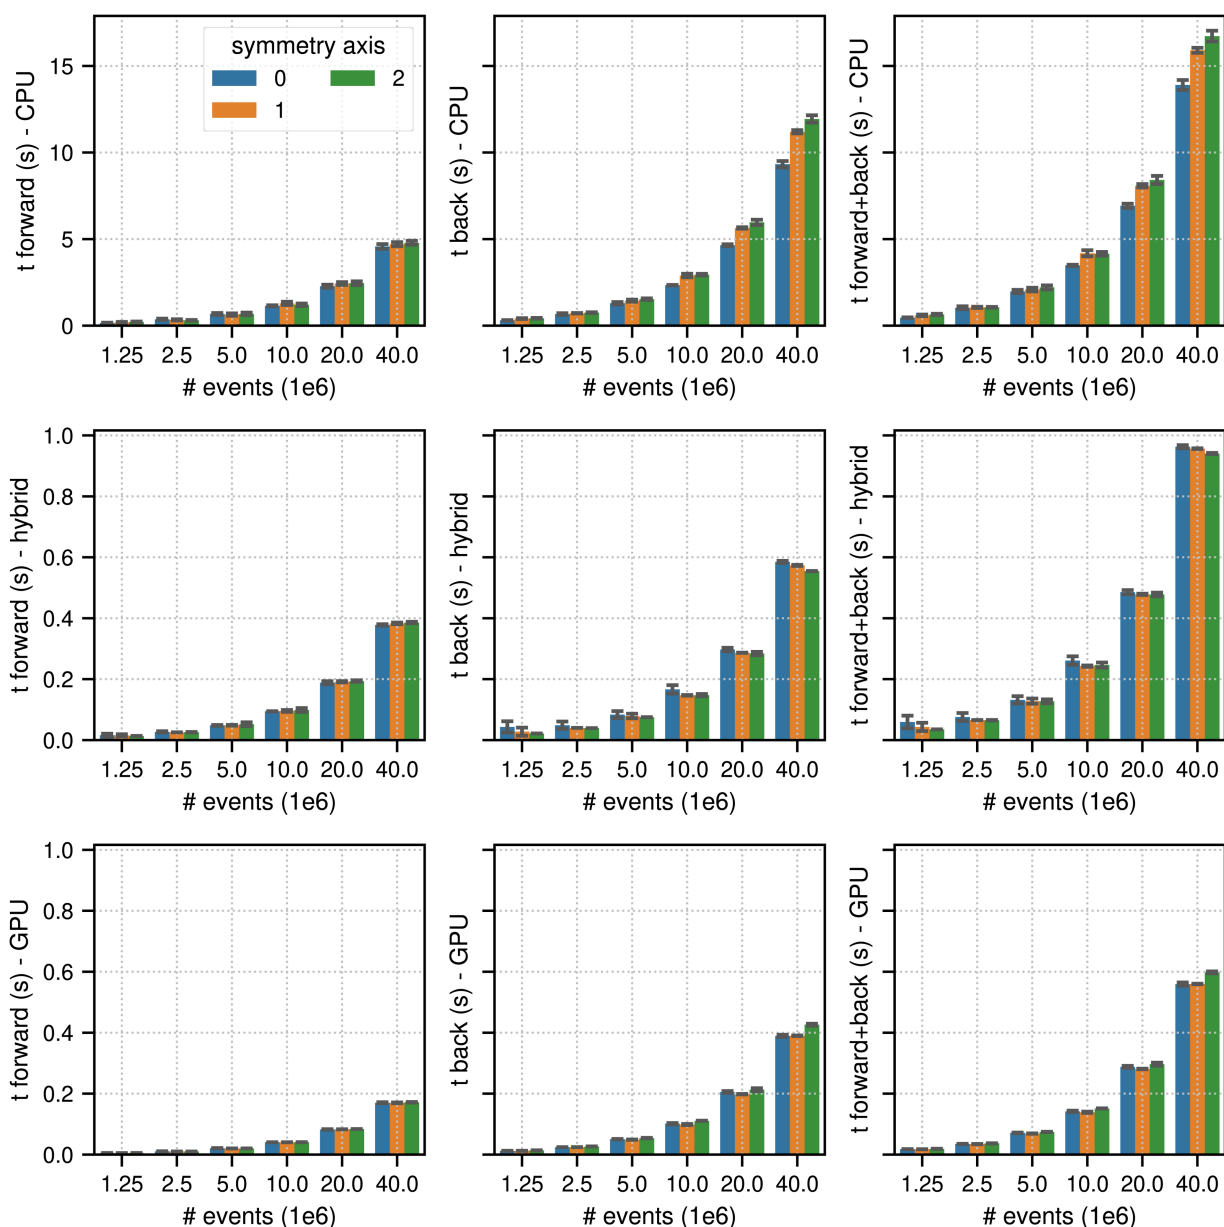 t forward (s) - CPU
15
10
5
0
symmetry axis
0 2
1
1.25 2.5 5.0 10.0 20.0 40.0
# events (1e6)
t back (s) - CPU
1.25 2.5 5.0 10.0 20.0 40.0
# events (1e6)
t forward+back (s) - CPU
1.25 2.5 5.0 10.0 20.0 40.0
# events (1e6)
t forward (s) - hybrid
1.0
0.8
0.6
0.4
0.2
0.0
1.25 2.5 5.0 10.0 20.0 40.0
# events (1e6)
t back (s) - hybrid
1.25 2.5 5.0 10.0 20.0 40.0
# events (1e6)
t forward+back (s) - hybrid
1.25 2.5 5.0 10.0 20.0 40.0
# events (1e6)
t forward (s) - GPU
1.0
0.8
0.6
0.4
0.2
0.0
1.25 2.5 5.0 10.0 20.0 40.0
# events (1e6)
t back (s) - GPU
1.25 2.5 5.0 10.0 20.0 40.0
# events (1e6)
t forward+back (s) - GPU
1.25 2.5 5.0 10.0 20.0 40.0
# events (1e6)